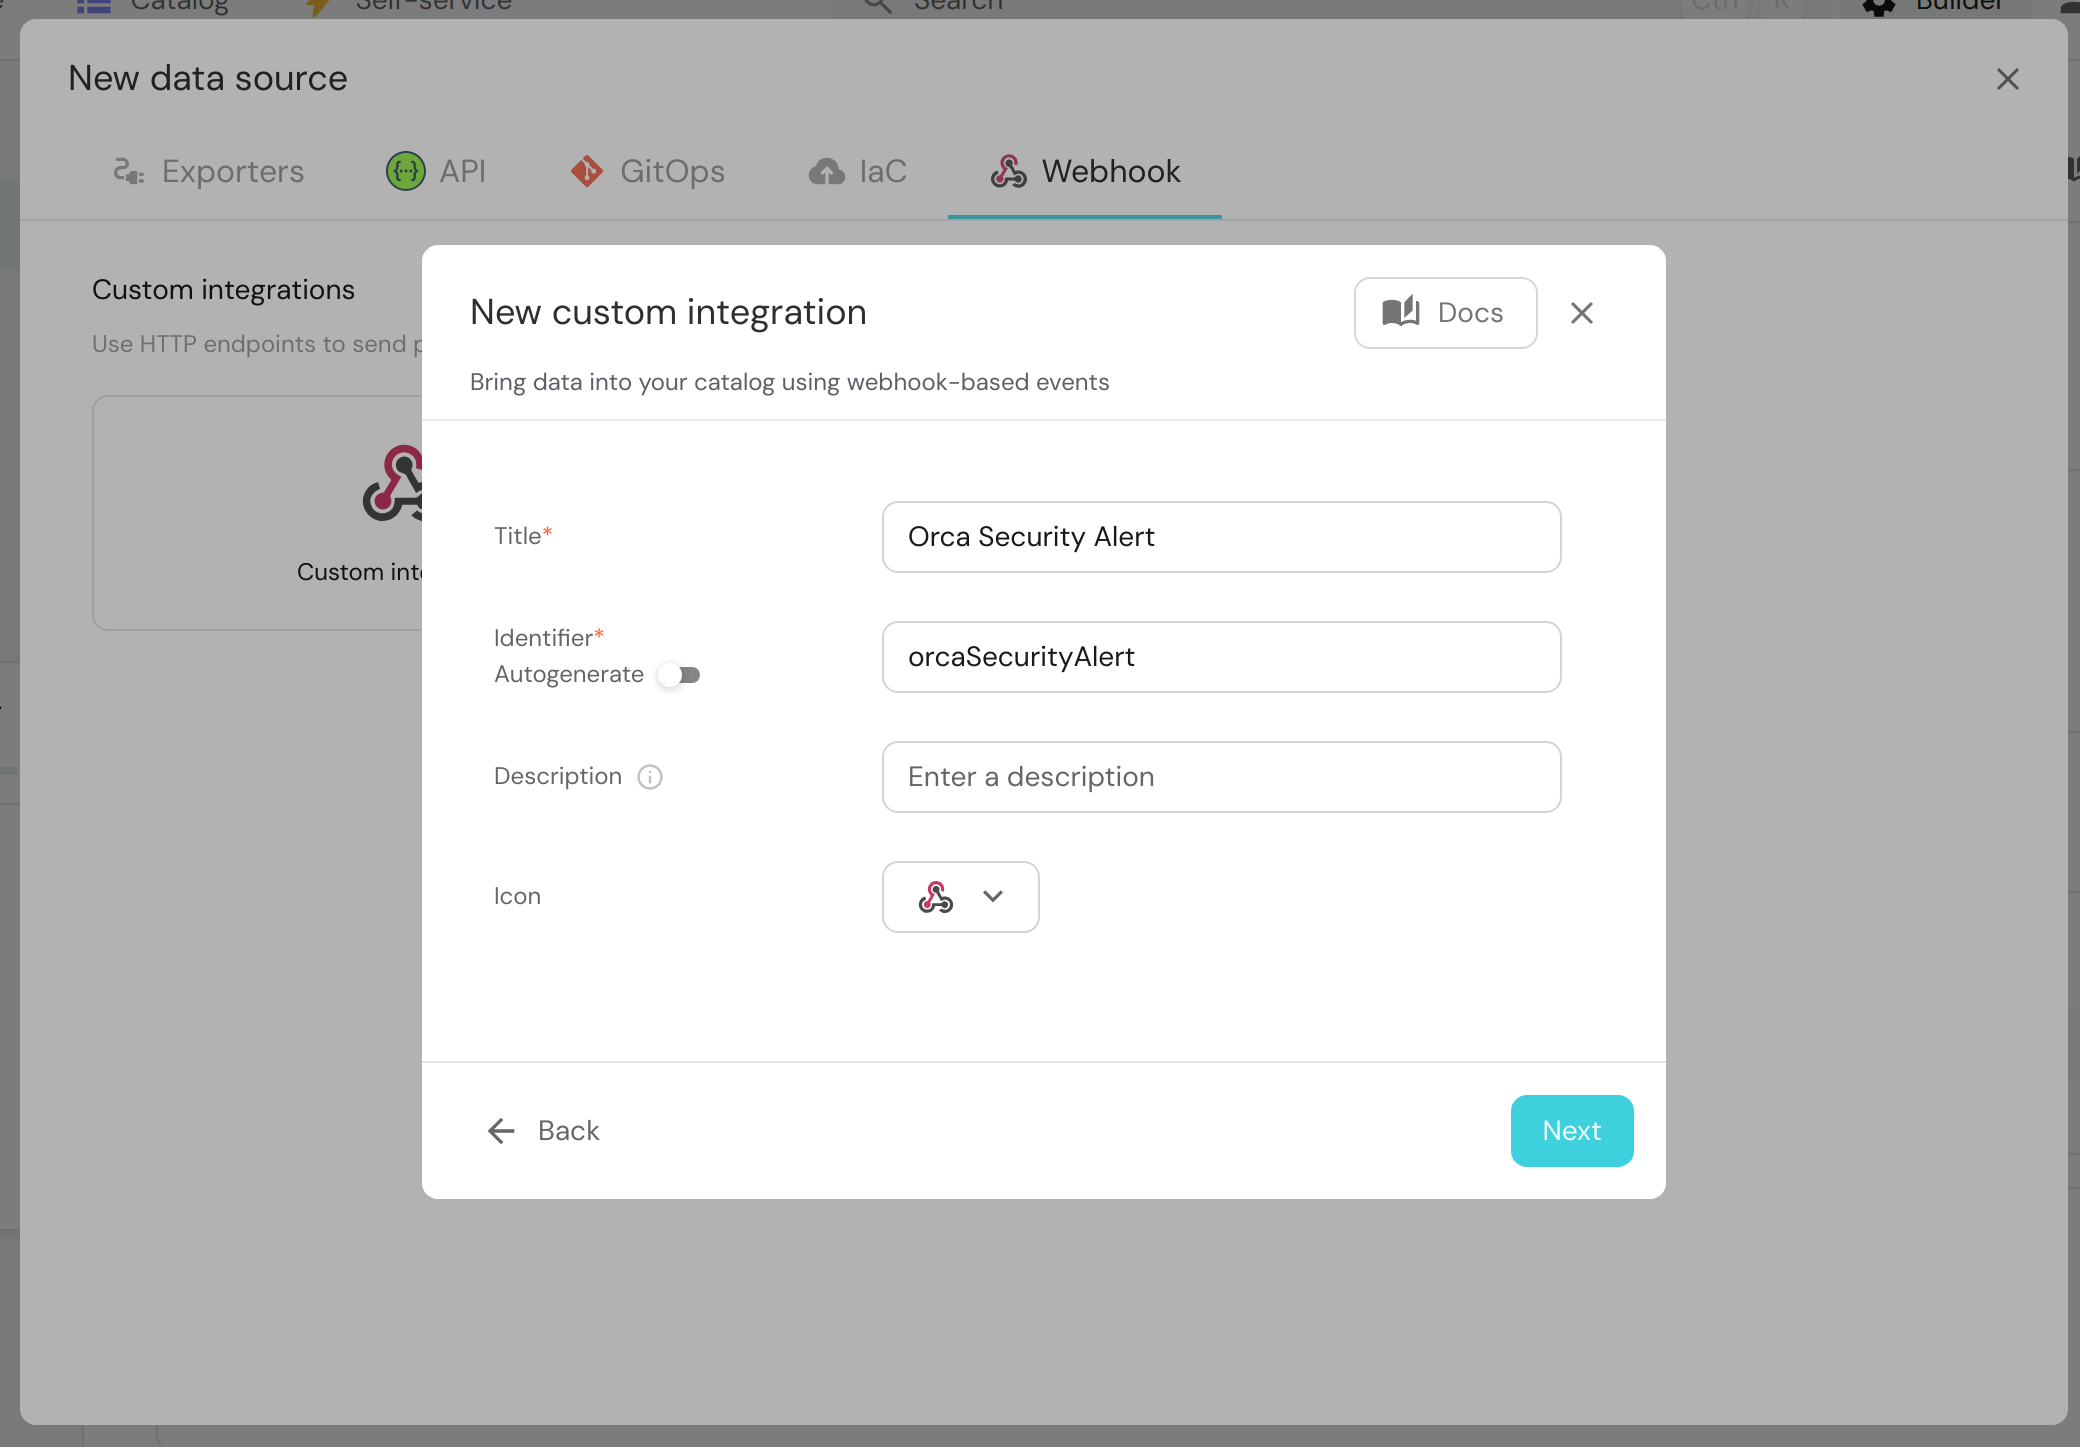 Catalog
Self-service
Search
Ctrl
K
Builder
New data source
Exporters
API
GitOps
IaC
Webhook
Custom integrations
Use HTTP endpoints to send
Custom
New custom integration
Docs
Bring data into your catalog using webhook-based events
Title*
Orca Security Alert
Identifier*
Autogenerate
orcaSecurityAlert
Description
Enter a description
Icon
Back
Next